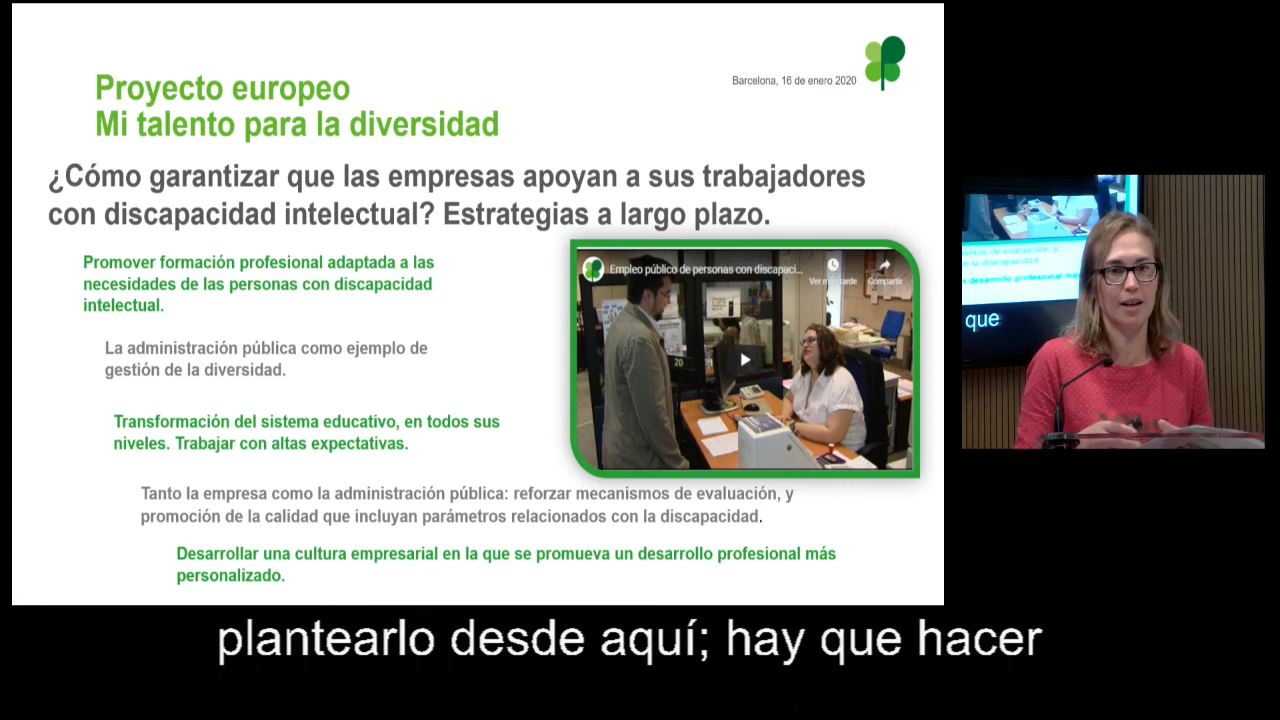 Barcelona, 16 de enero 2020
Proyecto europeo
Mi talento para la diversidad
¿Cómo garantizar que las empresas apoyan a sus trabajadores
con discapacidad intelectual? Estrategias a largo plazo.
Promover formación profesional adaptada a las
necesidades de las personas con discapacidad
intelectual.
La administración pública como ejemplo de
gestión de la diversidad.
Transformación del sistema educativo, en todos sus
niveles. Trabajar con altas expectativas.
Empleo público de personas con discapaci...
Ver más tarde
Compartir
20
Tanto la empresa como la administración pública: reforzar mecanismos de evaluación, y
promoción de la calidad que incluyan parámetros relacionados con la discapacidad.
Desarrollar una cultura empresarial en la que se promueva un desarrollo profesional más
personalizado.
que
plantearlo desde aquí; hay que hacer